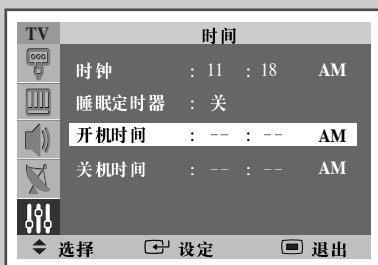 TV 时间
时钟 : 11 : 18 AM
睡眠定时器 : 关
开机时间 : -- : -- AM
关机时间 : -- : -- AM
选择 设定 退出